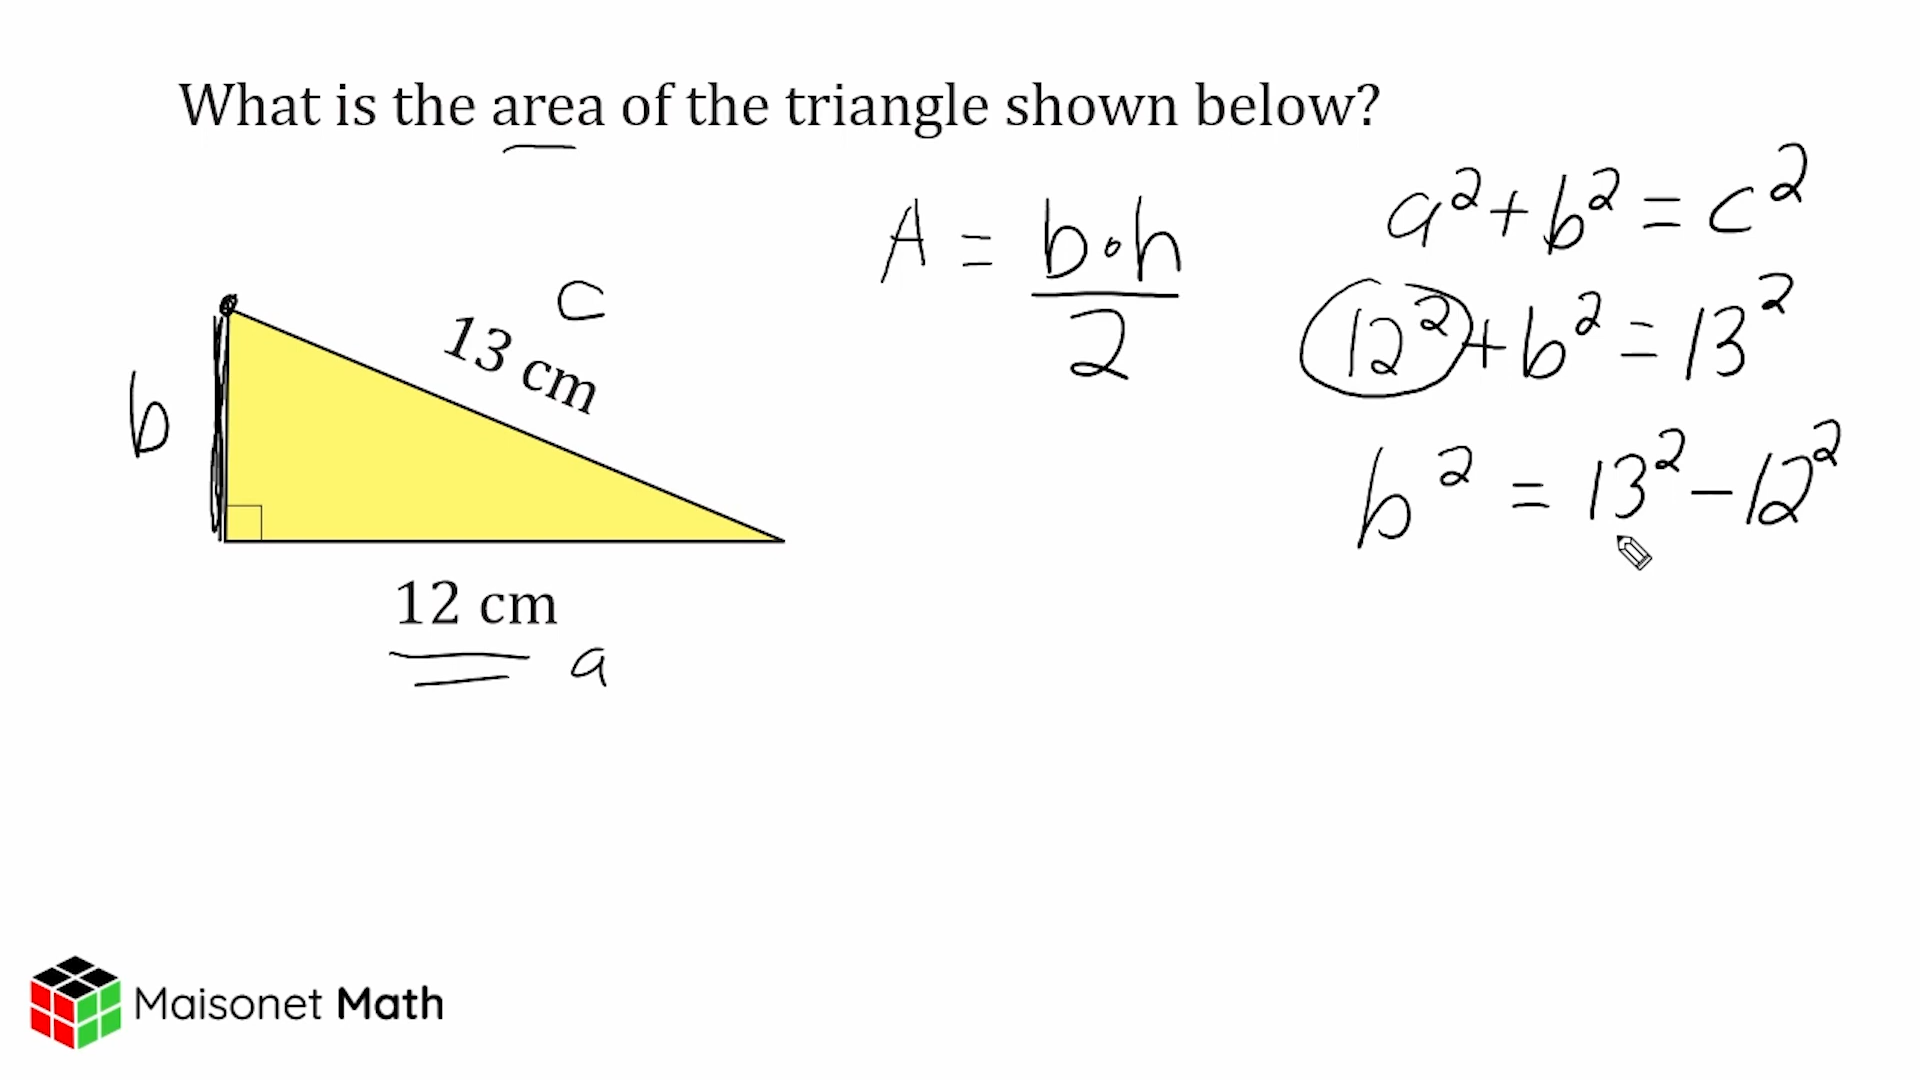 What is the area of the triangle shown below?
a² + b² = c²
A = b•h
2
c
13 cm
12² + b² = 13²
b
b² = 13² − 12²
12 cm
a
Maisonet Math